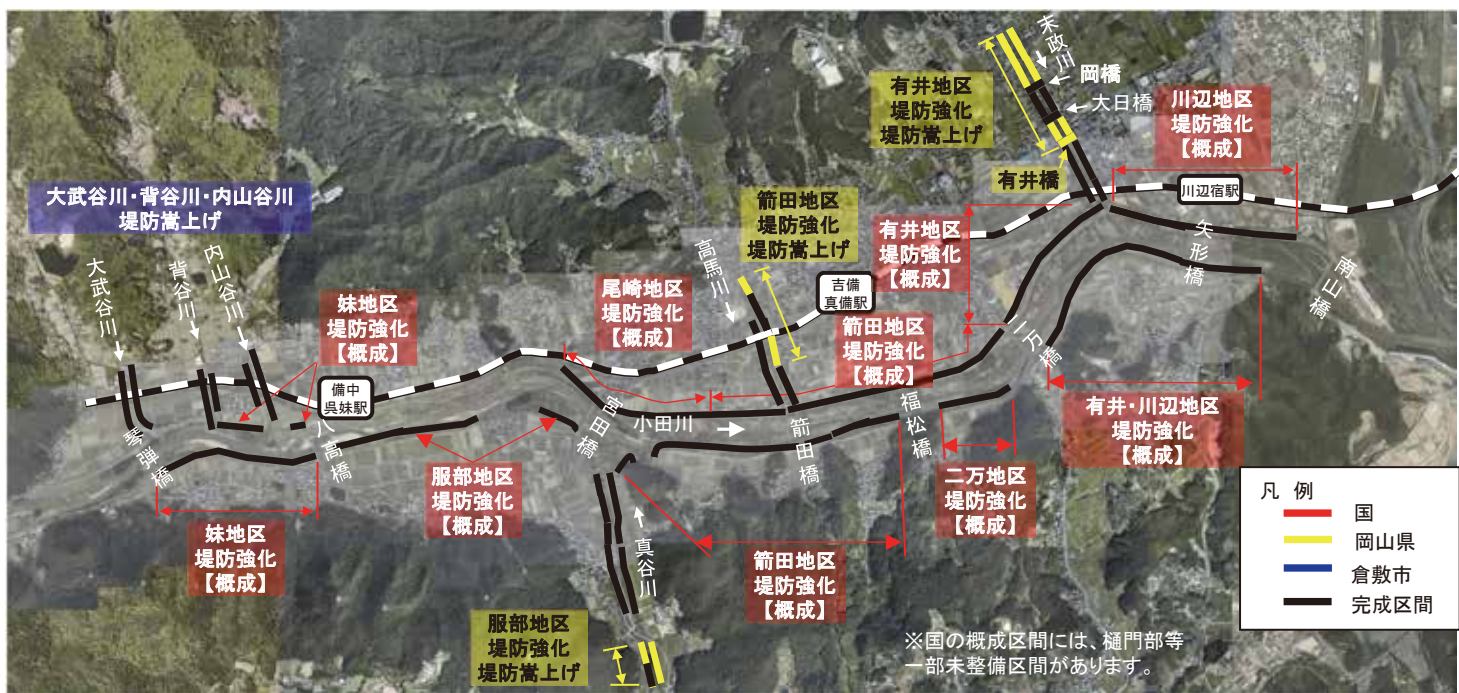 末政川
岡橋
大日橋
有井地区
堤防強化
堤防嵩上げ
有井橋
川辺地区
堤防強化
【概成】
川辺宿駅
大武谷川・背谷川・内山谷川
堤防嵩上げ
箭田地区
堤防強化
堤防嵩上げ
有井地区
堤防強化
【概成】
矢形橋
南山橋
大武谷川
背谷川
内山谷川
妹地区
堤防強化
【概成】
尾崎地区
堤防強化
【概成】
高馬川
吉備
真備駅
箭田地区
堤防強化
【概成】
二万橋
備中
呉妹駅
琴弾橋
八高橋
宮田橋
小田川
箭田橋
福松橋
有井・川辺地区
堤防強化
【概成】
服部地区
堤防強化
【概成】
二万地区
堤防強化
【概成】
妹地区
堤防強化
【概成】
真谷川
箭田地区
堤防強化
【概成】
服部地区
堤防強化
堤防嵩上げ
凡 例
国
岡山県
倉敷市
完成区間
※国の概成区間には、樋門部等
一部未整備区間があります。